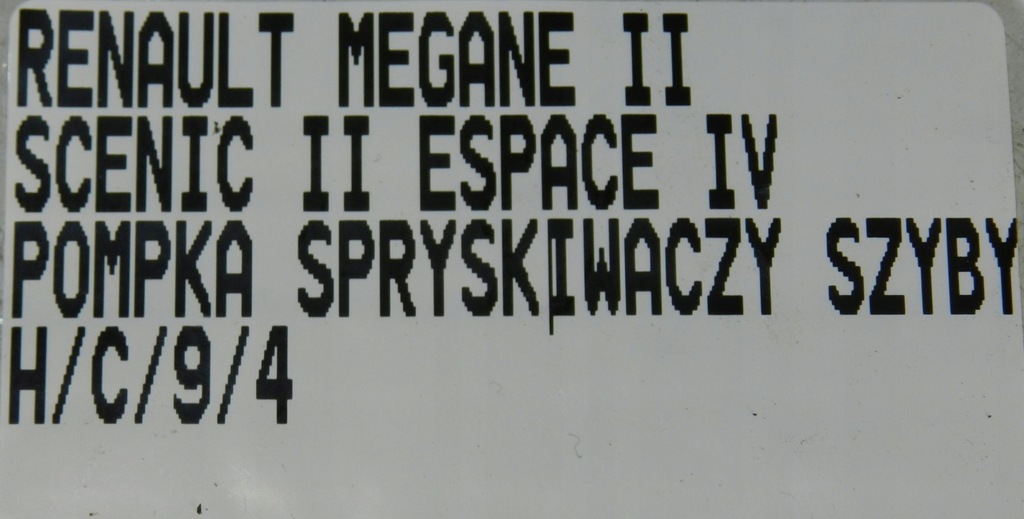 RENAULT MEGANE II
SCENIC II ESPACE IV
POMPKA SPRYSKIWACZY SZYBY
H/C/9/4